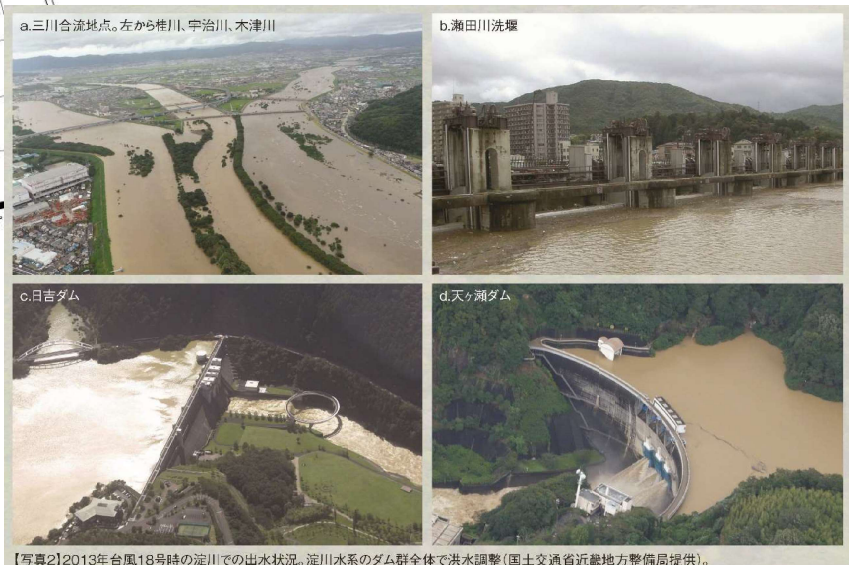 a.三川合流地点。左から桂川、宇治川、木津川
b.瀬田川洗堰
c.日吉ダム
d.天ヶ瀬ダム
【写真2】2013年台風18号時の淀川での出水状況。淀川水系のダム群全体で洪水調整(国土交通省近畿地方整備局提供)。